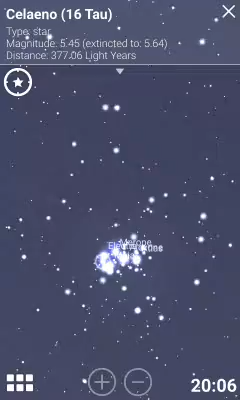 Celaeno (16 Tau)
Type: star
Magnitude: 5.45 (extincted to: 5.64)
Distance: 377.06 Light Years
Merope
20:06